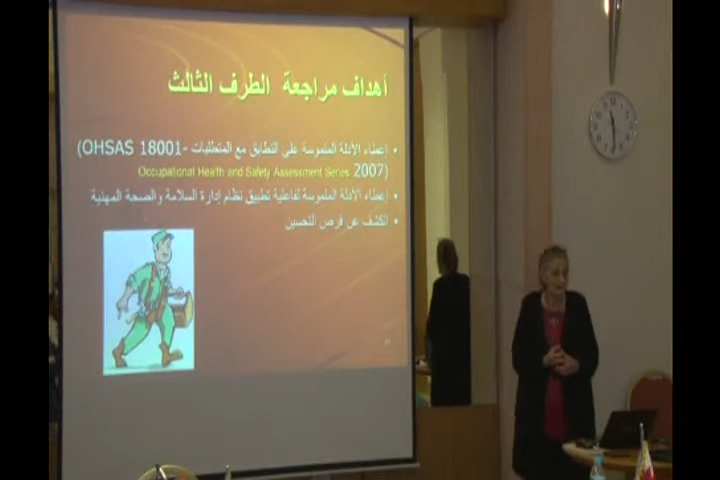 أهداف مراجعة الطرف الثالث
• إعطاء الأدلة الملموسة على التطابق مع المتطلبات -OHSAS 18001)
Occupational Health and Safety Assessment Series 2007)
• إعطاء الأدلة الملموسة لفاعلية تطبيق نظام إدارة السلامة والصحة المهنية
• الكشف عن فرص التحسين